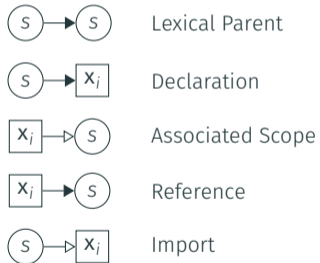 S S Lexical Parent
S xᵢ Declaration
xᵢ S Associated Scope
xᵢ S Reference
S xᵢ Import